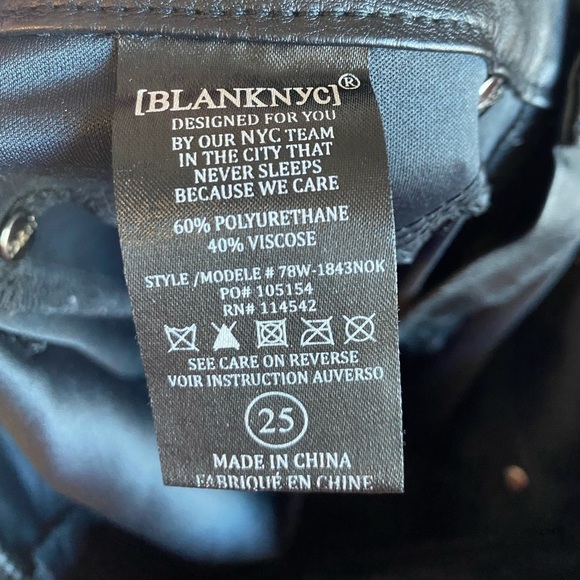 [BLANKNYC]®
DESIGNED FOR YOU
BY OUR NYC TEAM
IN THE CITY THAT
NEVER SLEEPS
BECAUSE WE CARE
60% POLYURETHANE
40% VISCOSE
STYLE /MODELE # 78W-1843NOK
PO# 105154
RN# 114542
SEE CARE ON REVERSE
VOIR INSTRUCTION AUVERSO
25
MADE IN CHINA
FABRIQUÉ EN CHINE